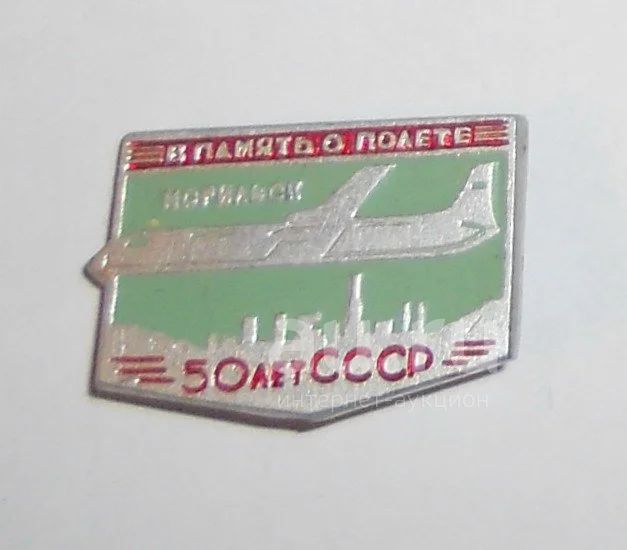 В ПАМЯТЬ О ПОЛЕТЕ
НОРИЛЬСК
50 ЛЕТ СССР
интернет-аукцион